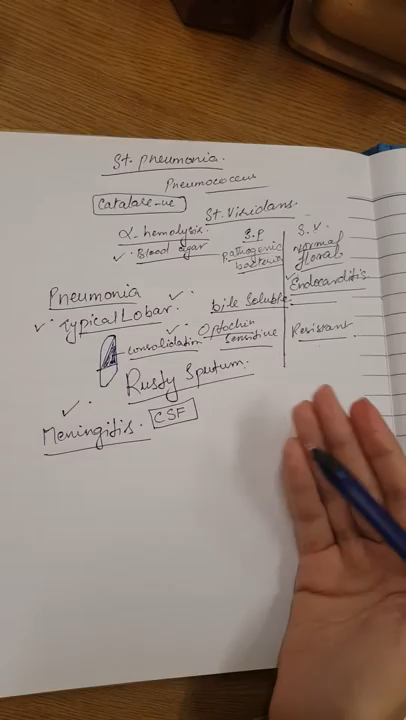 St. pneumonia.
Pneumococcus
Catalase -ve
St. Viridans.
α-hemolysis.
✓ Blood agar
S.P
Pathogenic
bacteria
S.V.
normal
floral
✓ Endocarditis
Pneumonia ✓.
✓ Typical Lobar.
bile Soluble
✓ Optochin
Sensitive
Resistant
consolidation
Rusty Sputum.
✓.
Meningitis. CSF